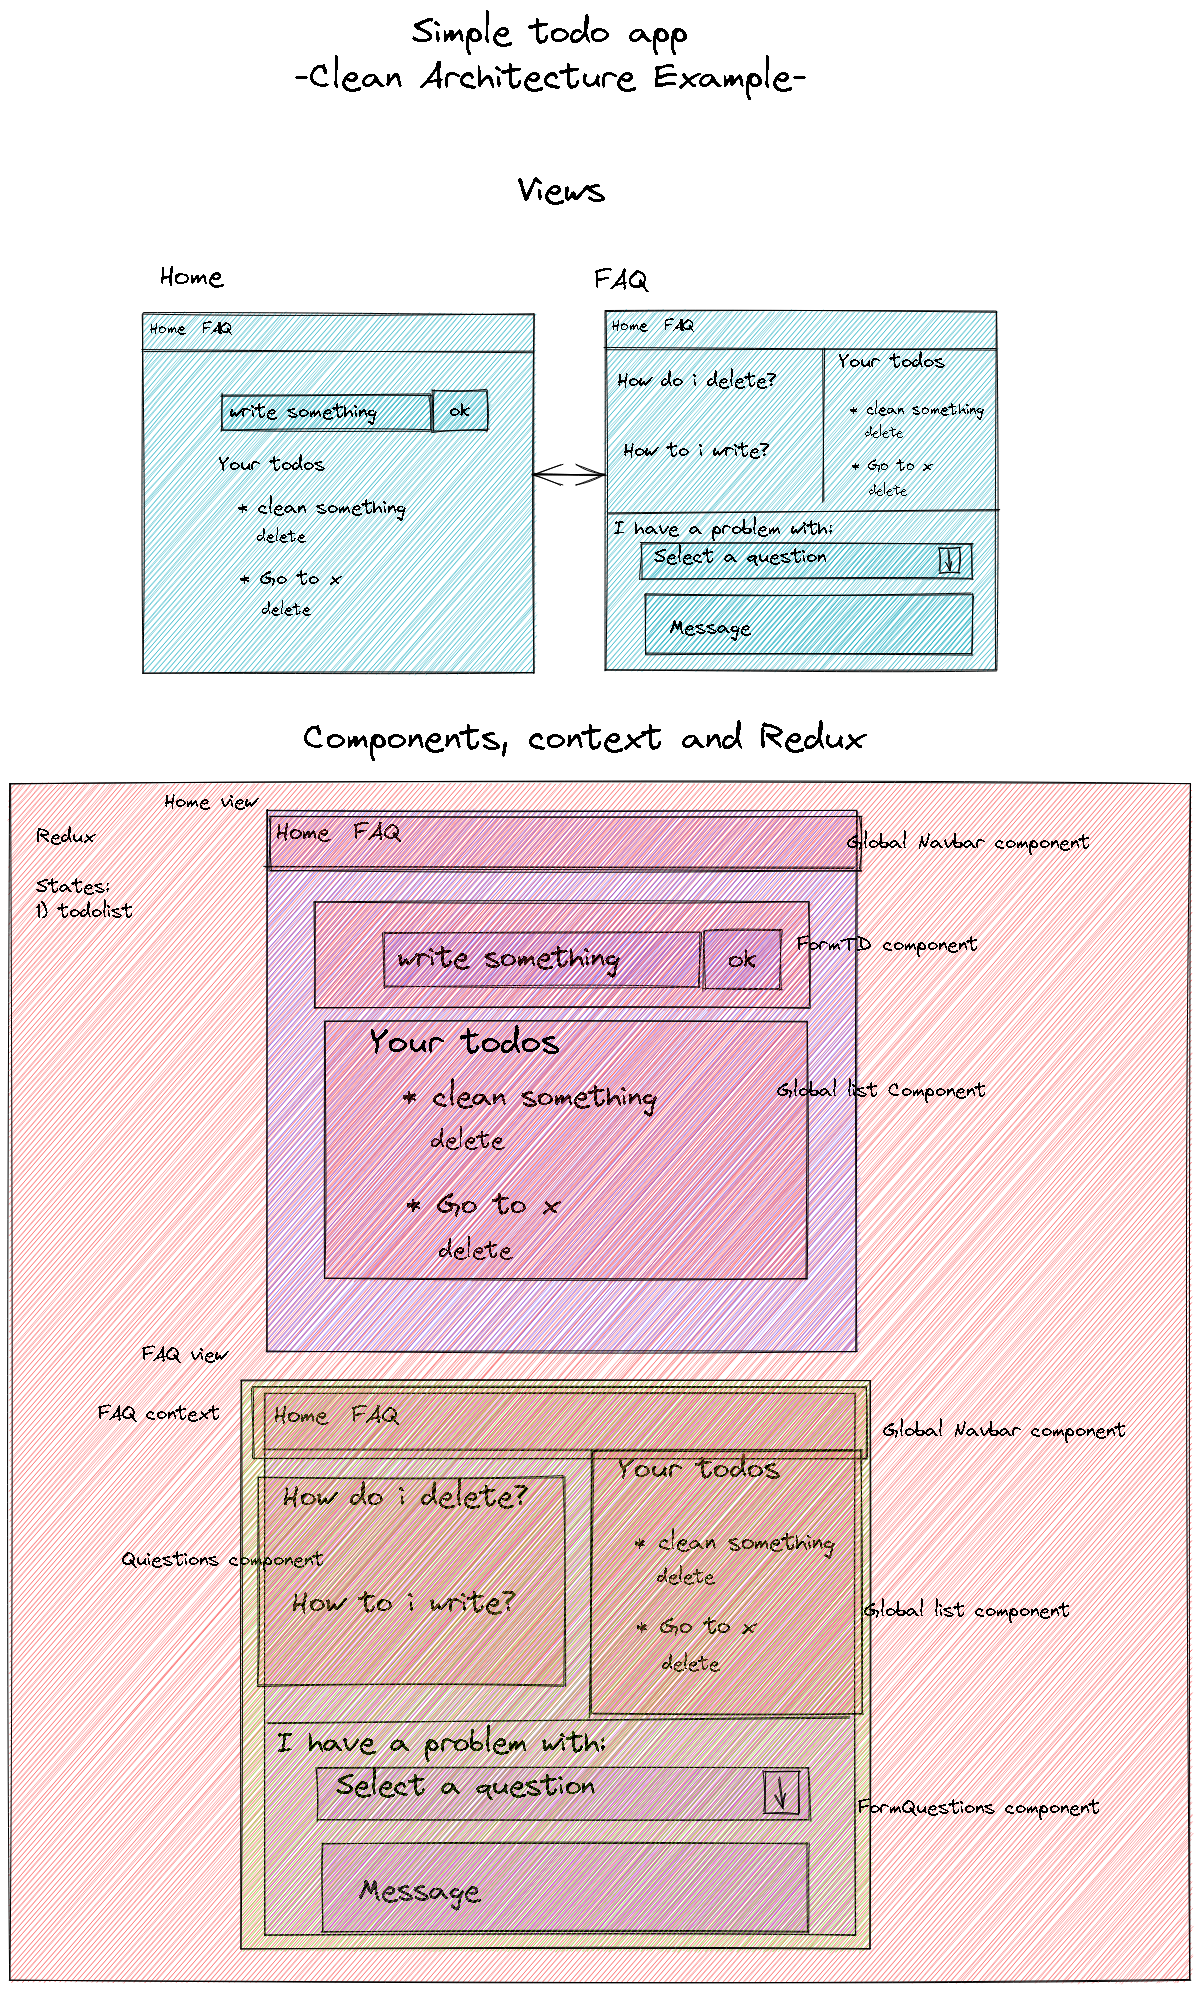 Simple todo app
-Clean Architecture Example-
Views
Home
Home FAQ
write something ok
Your todos
* clean something
delete
* Go to x
delete
FAQ
Home FAQ
How do i delete?
How to i write?
Your todos
* clean something
delete
* Go to x
delete
I have a problem with:
Select a question
Message
Components, context and Redux
Redux
States:
1) todolist
Home view
Home FAQ
Global Navbar component
write something ok
FormTD component
Your todos
* clean something
delete
* Go to x
delete
Global list Component
FAQ view
FAQ context
Home FAQ
Global Navbar component
How do i delete?
How to i write?
Quiestions component
Your todos
* clean something
delete
* Go to x
delete
Global list component
I have a problem with:
Select a question
FormQuestions component
Message